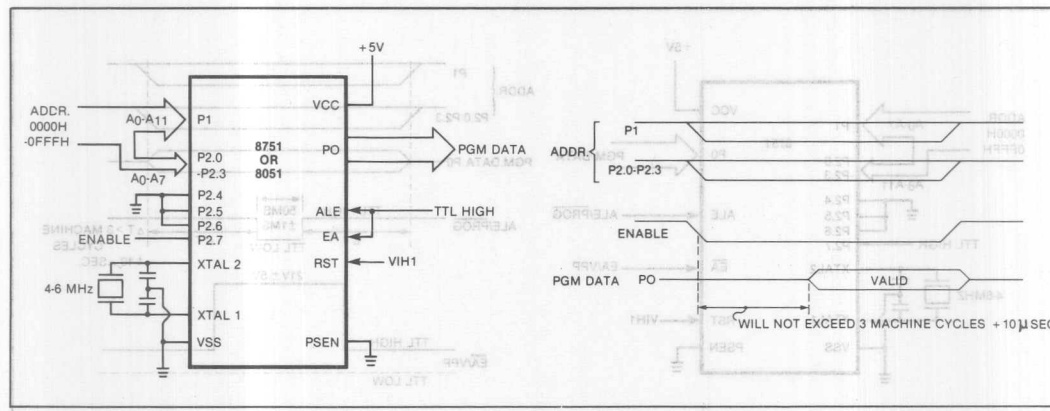 +5V
ADDR.
0000H
-0FFFH
A0-A11
A0-A7
P1
VCC
8751
OR
8051
PO
PGM DATA
P2.0
-P2.3
P2.4
P2.5
P2.6
ENABLE
P2.7
ALE
TTL HIGH
EA
XTAL 2
RST
VIH1
4-6 MHz
XTAL 1
VSS
PSEN
ADDR.
P1
P2.0-P2.3
ENABLE
PGM DATA PO
VALID
WILL NOT EXCEED 3 MACHINE CYCLES +10μSEC